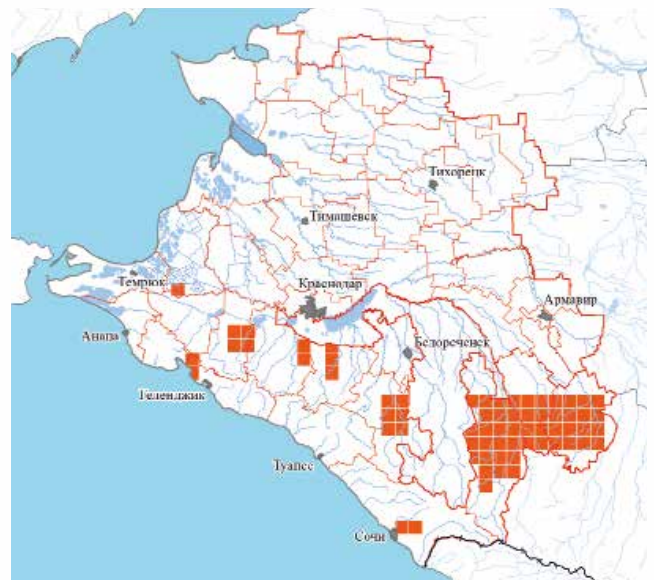 Тихорецк
Тимашевск
Темрюк
Краснодар
Армавир
Анапа
Белореченск
Геленджик
Туапсе
Сочи